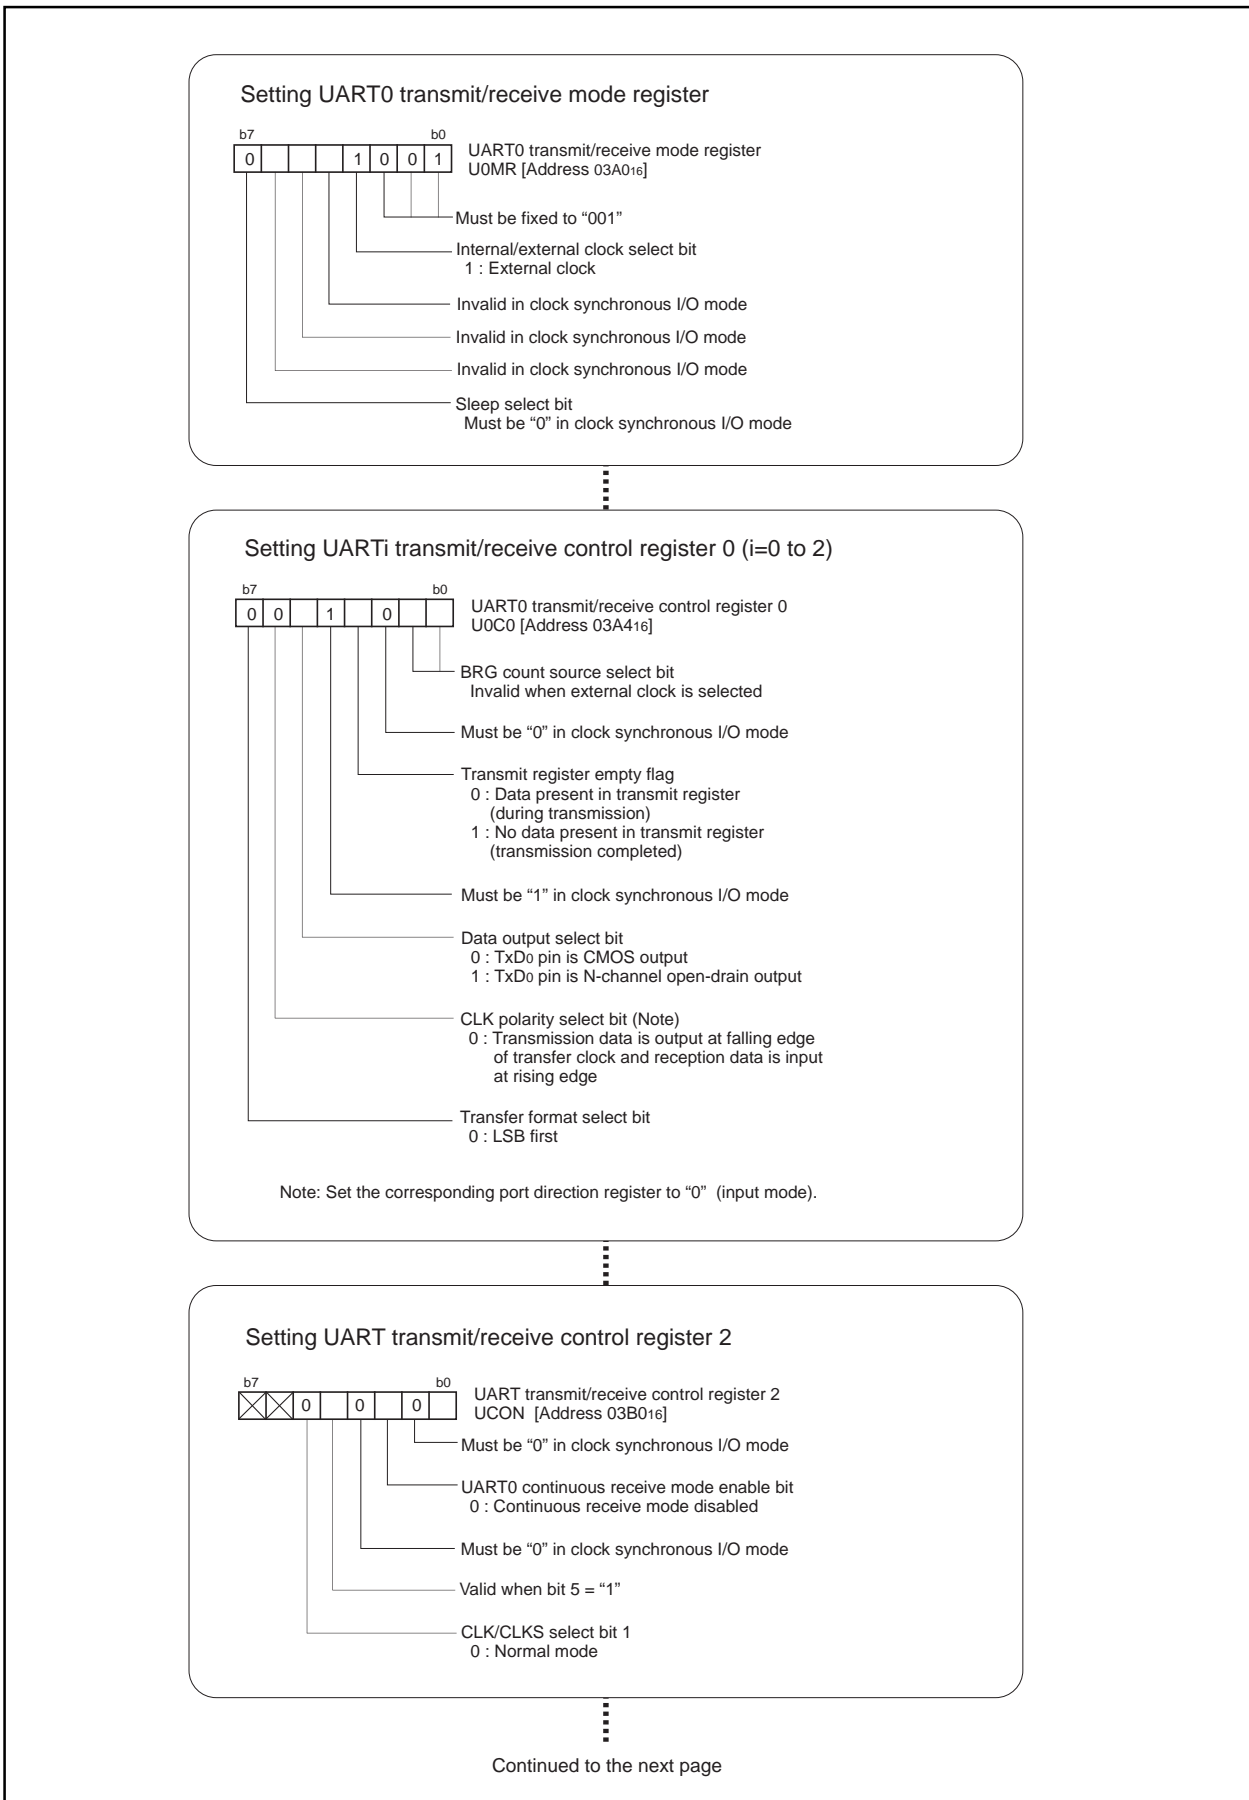 Setting UART0 transmit/receive mode register
b7 b0
0 1 0 0 1
UART0 transmit/receive mode register
U0MR [Address 03A016]
Must be fixed to “001”
Internal/external clock select bit
1 : External clock
Invalid in clock synchronous I/O mode
Invalid in clock synchronous I/O mode
Invalid in clock synchronous I/O mode
Sleep select bit
Must be “0” in clock synchronous I/O mode
Setting UARTi transmit/receive control register 0 (i=0 to 2)
b7 b0
0 0 1 0
UART0 transmit/receive control register 0
U0C0 [Address 03A416]
BRG count source select bit
Invalid when external clock is selected
Must be “0” in clock synchronous I/O mode
Transmit register empty flag
0 : Data present in transmit register
(during transmission)
1 : No data present in transmit register
(transmission completed)
Must be “1” in clock synchronous I/O mode
Data output select bit
0 : TxD0 pin is CMOS output
1 : TxD0 pin is N-channel open-drain output
CLK polarity select bit (Note)
0 : Transmission data is output at falling edge
of transfer clock and reception data is input
at rising edge
Transfer format select bit
0 : LSB first
Note: Set the corresponding port direction register to “0” (input mode).
Setting UART transmit/receive control register 2
b7 b0
0 0 0
UART transmit/receive control register 2
UCON [Address 03B016]
Must be “0” in clock synchronous I/O mode
UART0 continuous receive mode enable bit
0 : Continuous receive mode disabled
Must be “0” in clock synchronous I/O mode
Valid when bit 5 = “1”
CLK/CLKS select bit 1
0 : Normal mode
Continued to the next page